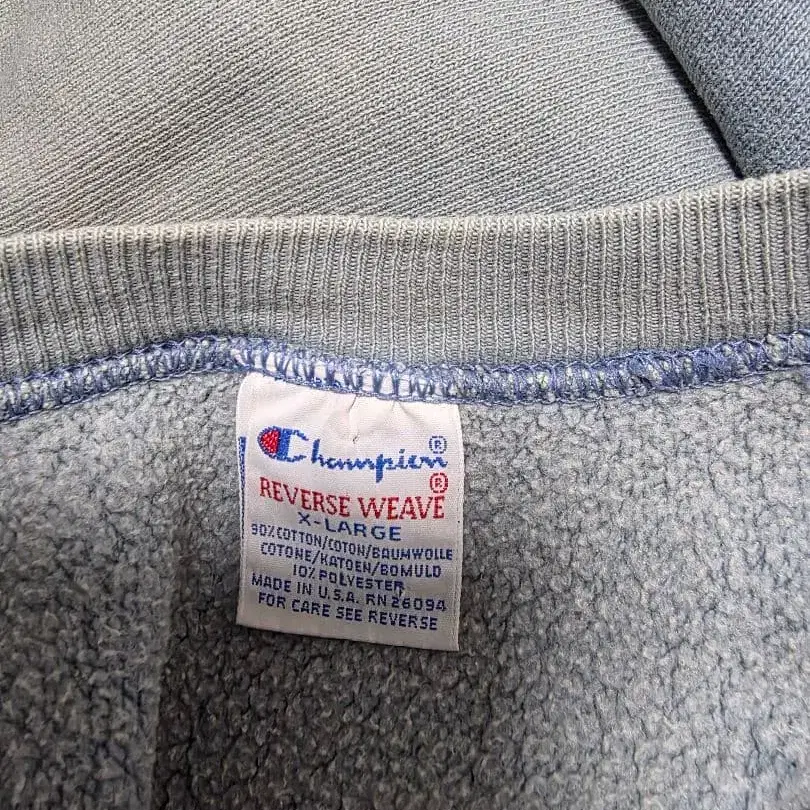 Champion®
REVERSE WEAVE®
X-LARGE
90% COTTON/COTON/BAUMWOLLE
COTONE/KATOEN/BOMULD
10% POLYESTER
MADE IN U.S.A. RN 26094
FOR CARE SEE REVERSE